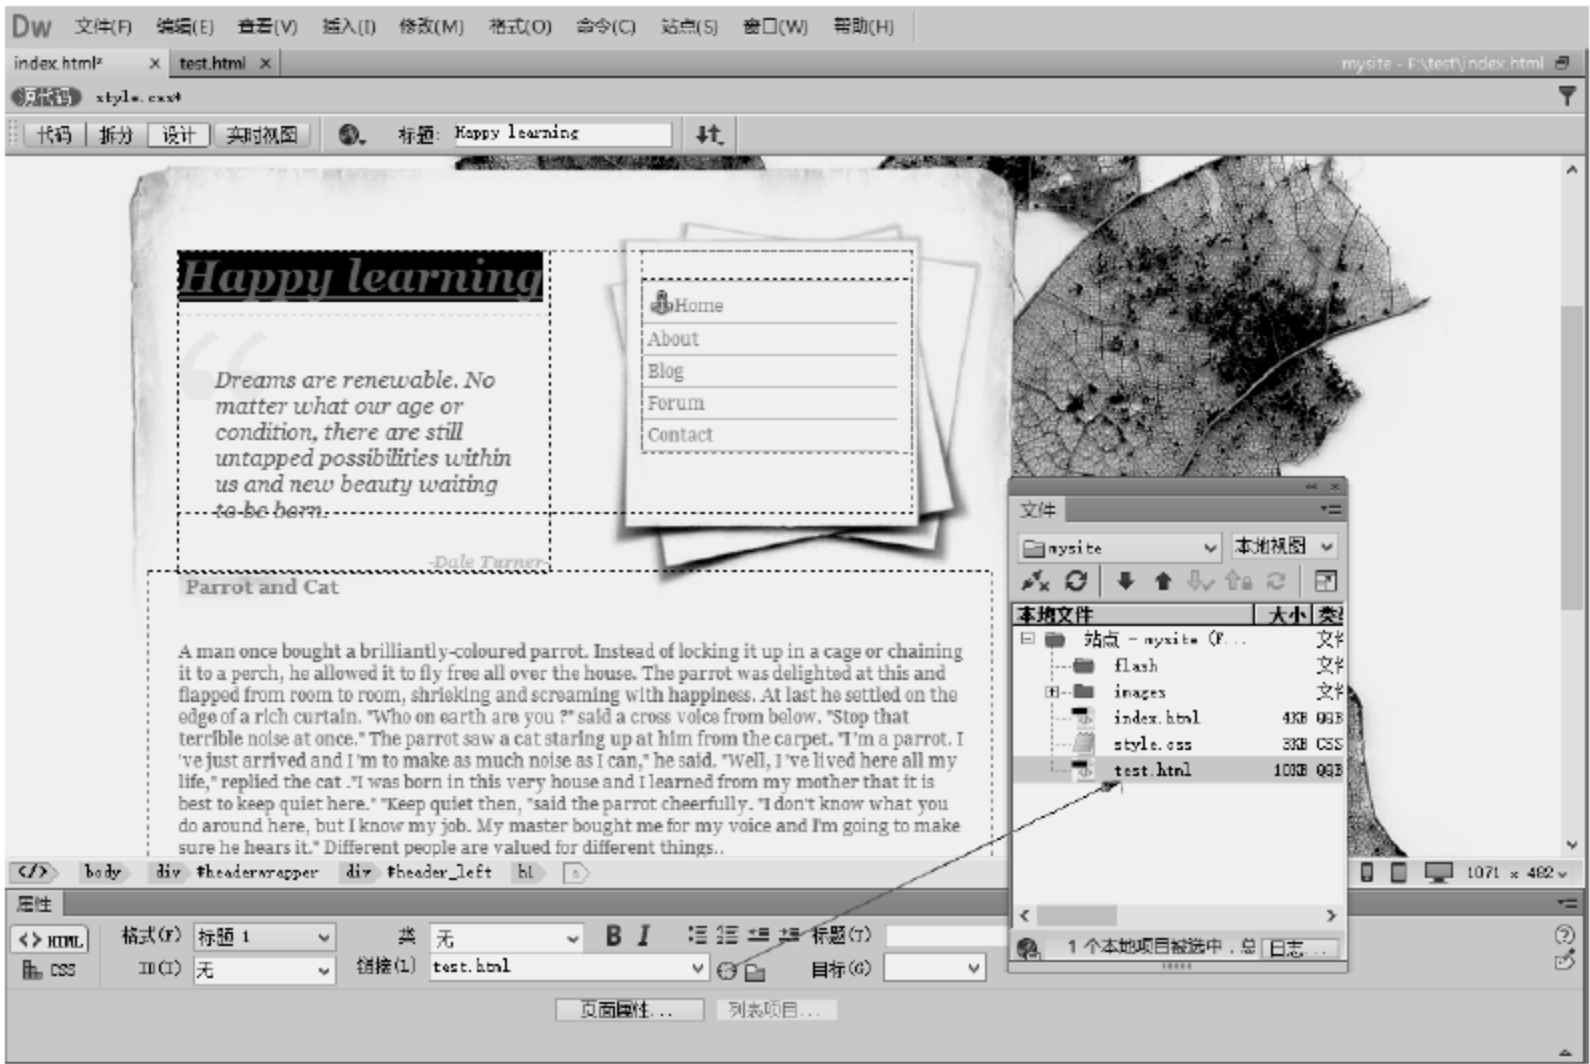 Dw 文件(F) 编辑(E) 查看(V) 插入(I) 修改(M) 格式(O) 命令(C) 站点(S) 窗口(W) 帮助(H)
index.html* × test.html × mysite - F:\test\index.html
源代码 style.css*
代码 拆分 设计 实时视图 标题: Happy learning
Happy learning
Home
About
Blog
Forum
Contact
Dreams are renewable. No
matter what our age or
condition, there are still
untapped possibilities within
us and new beauty waiting
to be born.
-Dale Turner-
Parrot and Cat
A man once bought a brilliantly-coloured parrot. Instead of locking it up in a cage or chaining
it to a perch, he allowed it to fly free all over the house. The parrot was delighted at this and
flapped from room to room, shrieking and screaming with happiness. At last he settled on the
edge of a rich curtain. "Who on earth are you ?" said a cross voice from below. "Stop that
terrible noise at once." The parrot saw a cat staring up at him from the carpet. "I'm a parrot. I
've just arrived and I'm to make as much noise as I can," he said. "Well, I've lived here all my
life," replied the cat ."I was born in this very house and I learned from my mother that it is
best to keep quiet here." "Keep quiet then, "said the parrot cheerfully. "I don't know what you
do around here, but I know my job. My master bought me for my voice and I'm going to make
sure he hears it." Different people are valued for different things..
文件
mysite 本地视图
本地文件 大小
站点 - mysite (F... 文件
flash 文件
images 文件
index.html 4KB
style.css 3KB CSS
test.html 10KB
1 个本地项目被选中，总 日志...
body div #headerwrapper div #header_left h1 a 1071 x 482
属性
<> HTML 格式(F) 标题 1 类 无 B I 标题(T)
CSS ID(I) 无 链接(L) test.html 目标(G)
页面属性... 列表项目...